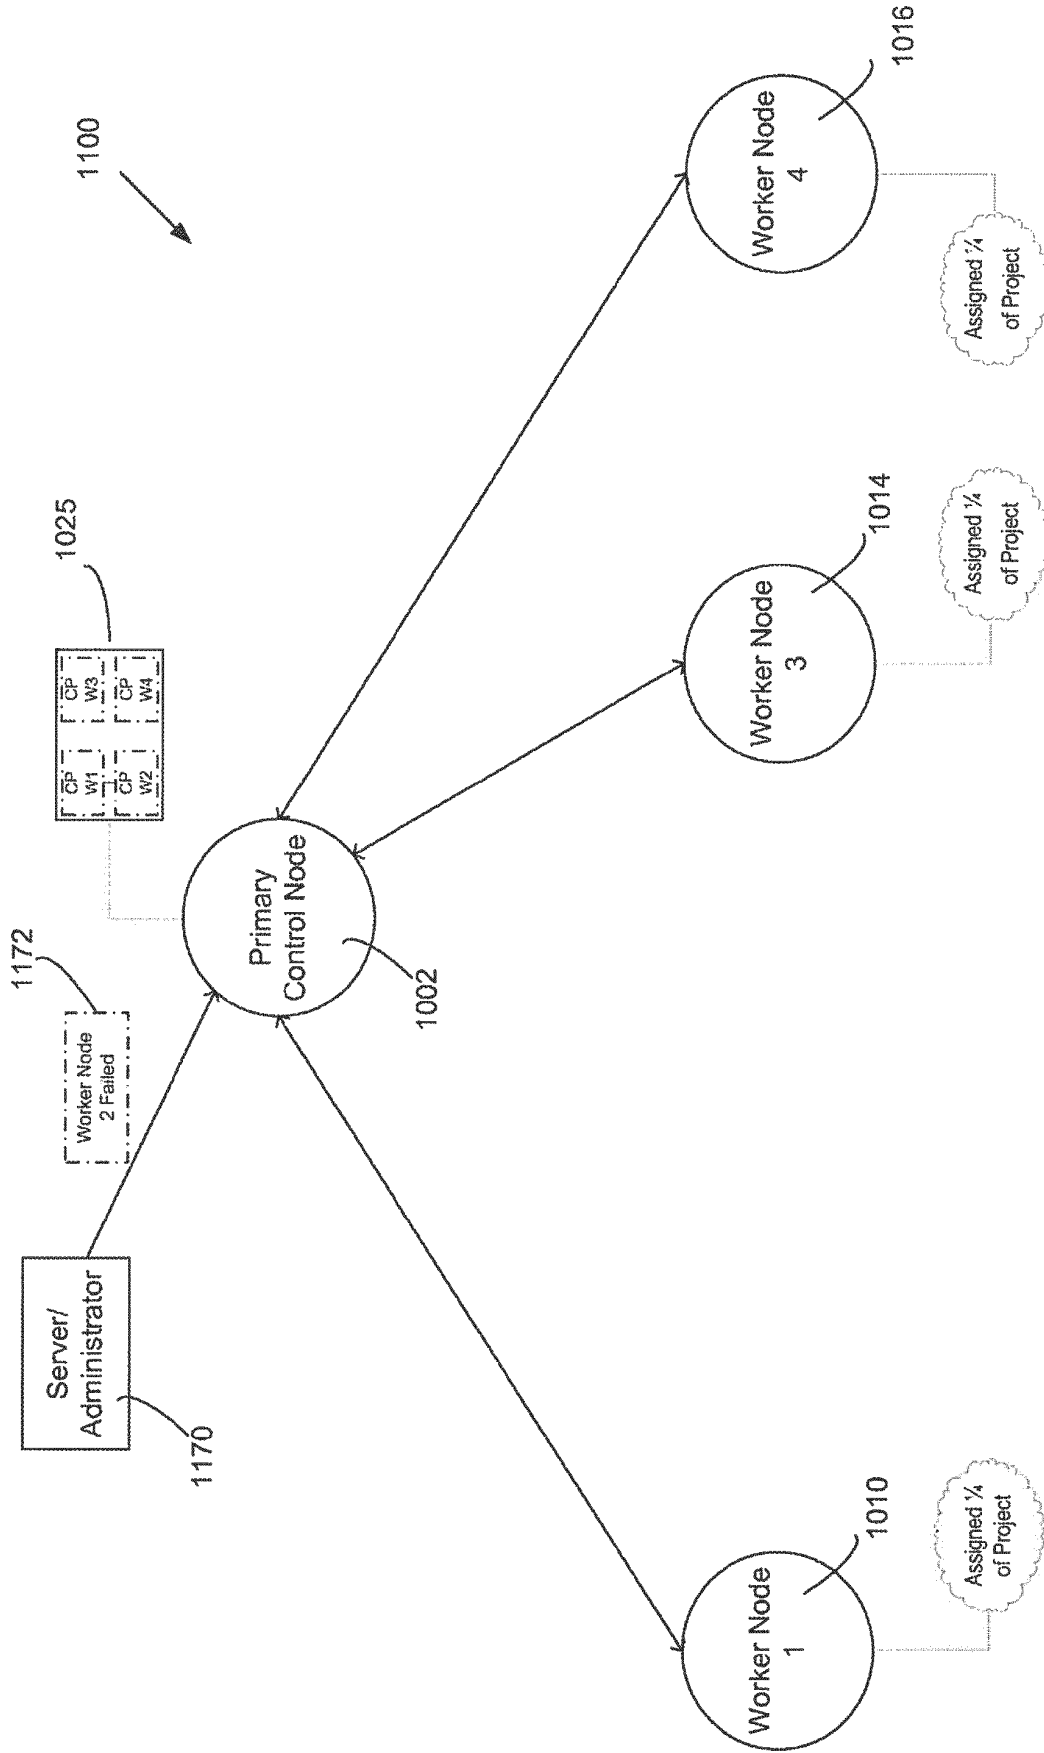 1100
Server/
Administrator
1170
Worker Node
2 Failed
1172
Primary
Control Node
1002
CP
W1
CP
W3
CP
W2
CP
W4
1025
Worker Node
1
1010
Assigned ¼
of Project
Worker Node
3
1014
Assigned ¼
of Project
Worker Node
4
1016
Assigned ¼
of Project